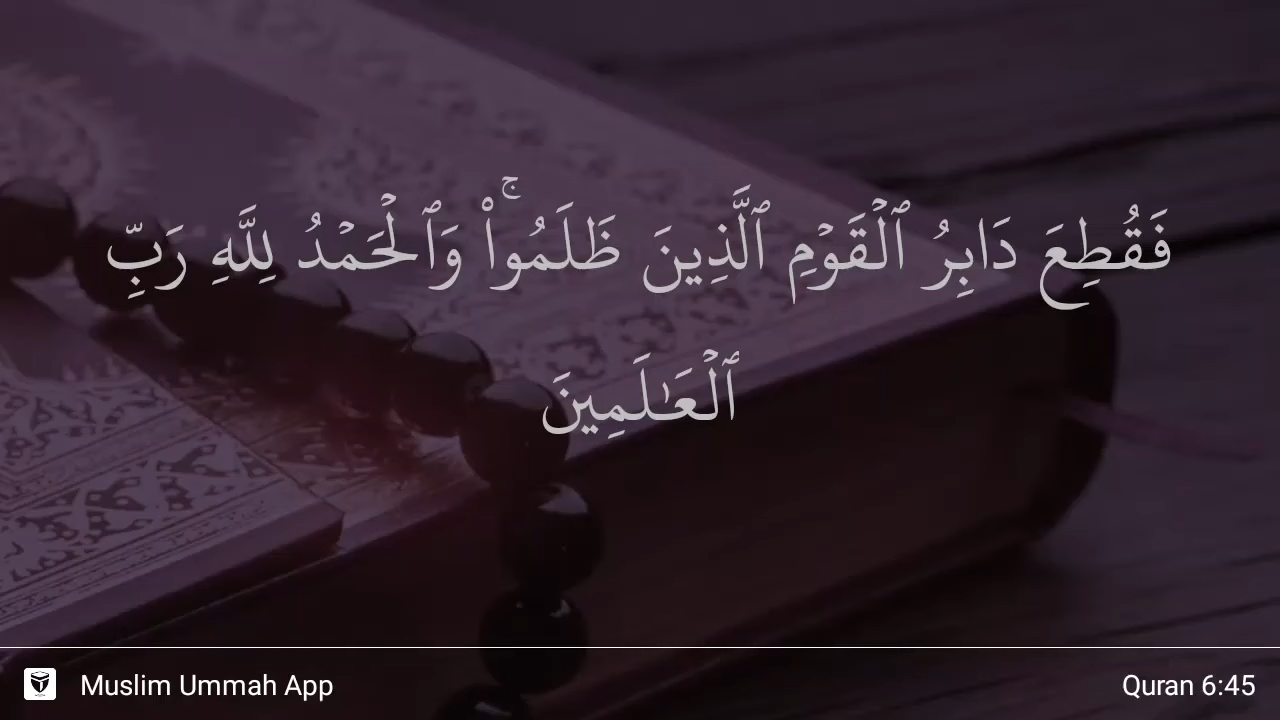 فَقُطِعَ دَابِرُ ٱلْقَوْمِ ٱلَّذِينَ ظَلَمُوا۟ ۚ وَٱلْحَمْدُ لِلَّهِ رَبِّ
ٱلْعَـٰلَمِينَ
Muslim Ummah App
Quran 6:45